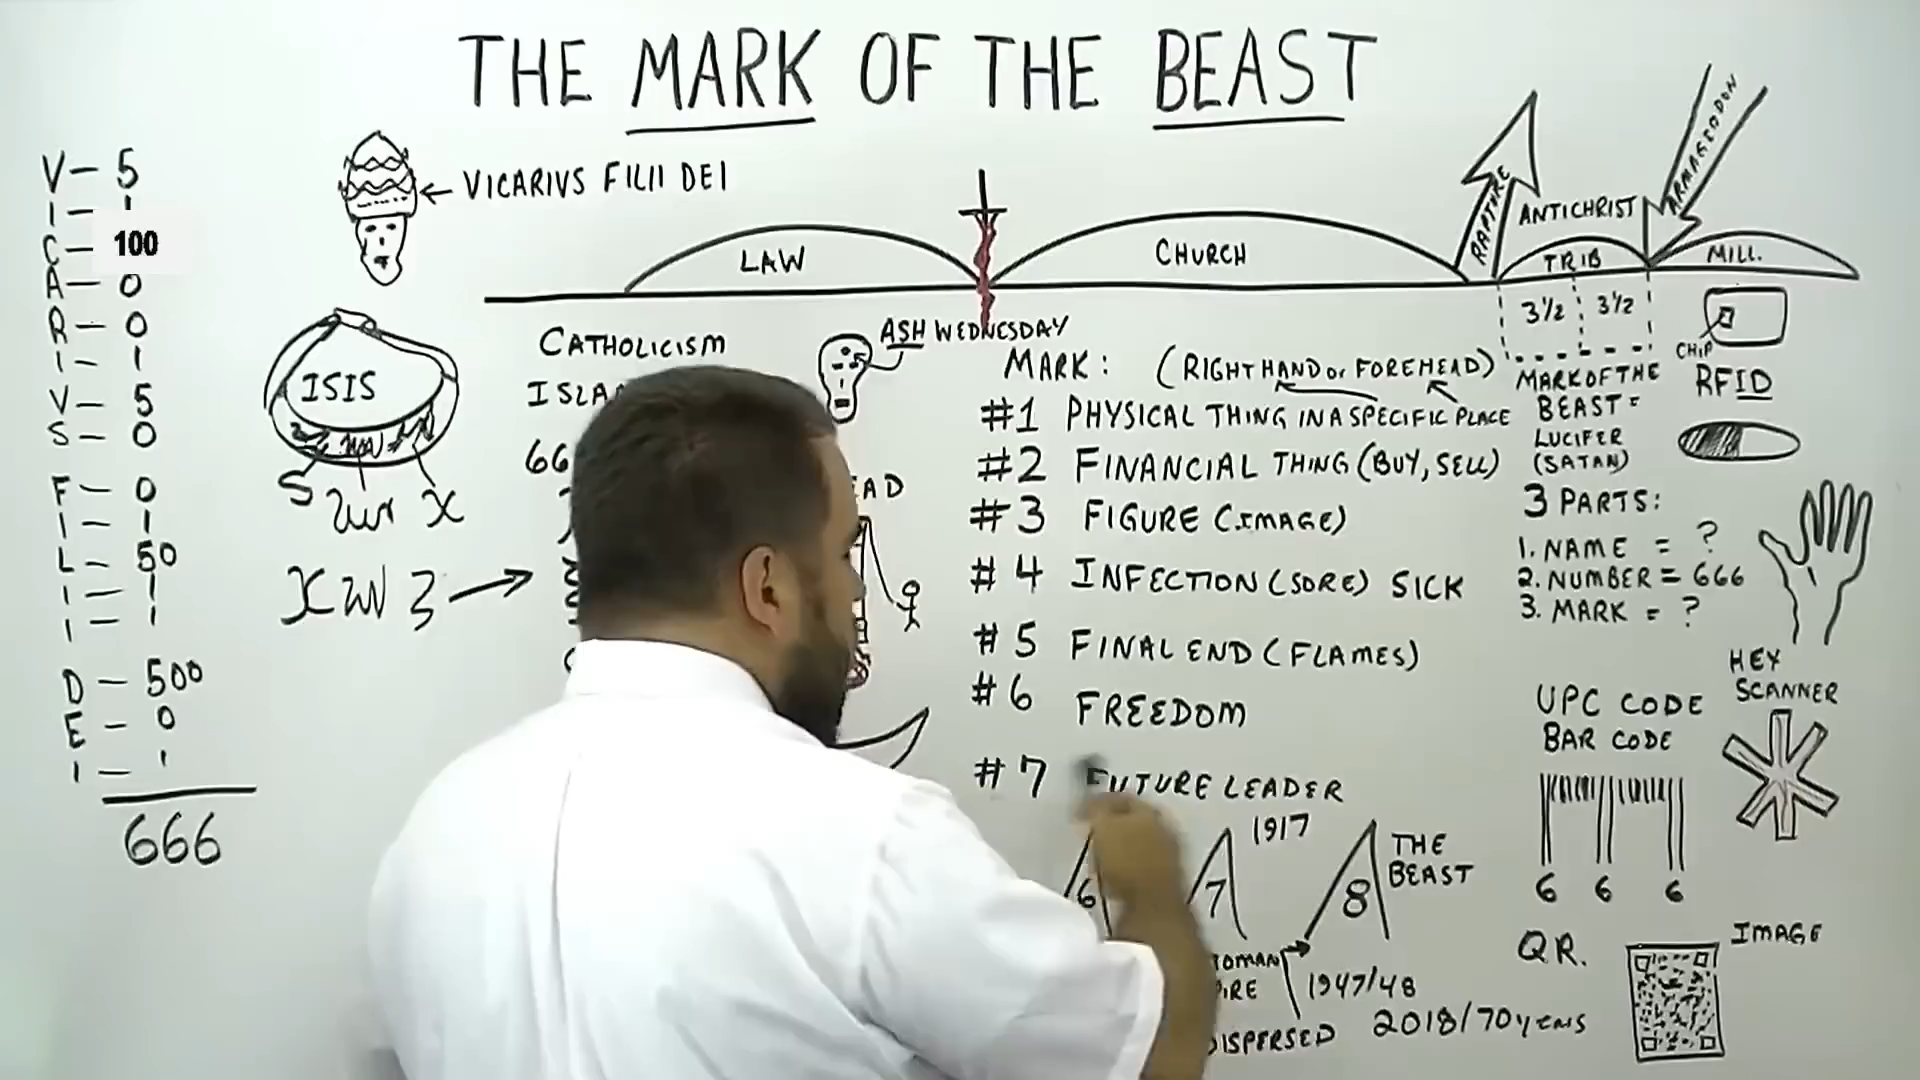 THE MARK OF THE BEAST
V - 5
I - 1
C - 100
A - 0
R - 0
I - 1
V - 5
S - 0
F - 0
I - 1
L - 50
I - 1
I - 1
D - 500
E - 0
I - 1
666
VICARIVS FILII DEI
ISIS
LAW
CHURCH
RAPTURE
ANTICHRIST
TRIB
3½ 3½
ARMAGEDDON
MILL.
CATHOLICISM
ASH WEDNESDAY
MARK: (RIGHT HAND or FOREHEAD)
#1 PHYSICAL THING IN A SPECIFIC PLACE
#2 FINANCIAL THING (BUY, SELL)
#3 FIGURE (IMAGE)
#4 INFECTION (SORE) SICK
#5 FINAL END (FLAMES)
#6 FREEDOM
#7 FUTURE LEADER
6
7
1917
8
THE
BEAST
1947/48
DISPERSED
2018/70 years
MARK OF THE
BEAST =
LUCIFER
(SATAN)
3 PARTS:
1. NAME = ?
2. NUMBER = 666
3. MARK = ?
CHIP
RFID
HEY
SCANNER
UPC CODE
BAR CODE
6 6 6
QR.
IMAGE